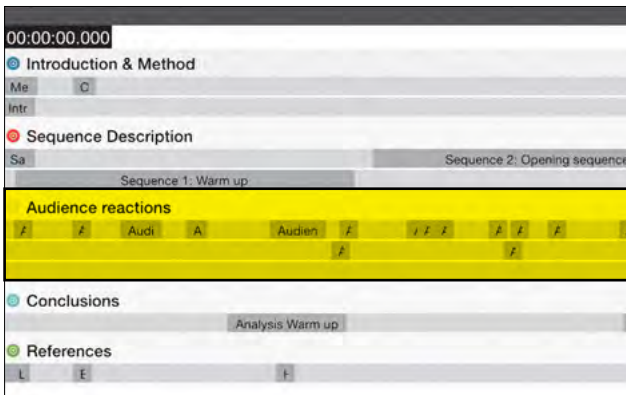 00:00:00.000
Introduction & Method
Me C
Intr
Sequence Description
Sa Sequence 2: Opening sequence
Sequence 1: Warm up
Audience reactions
Audi A Audien
Conclusions
Analysis Warm up
References
L E